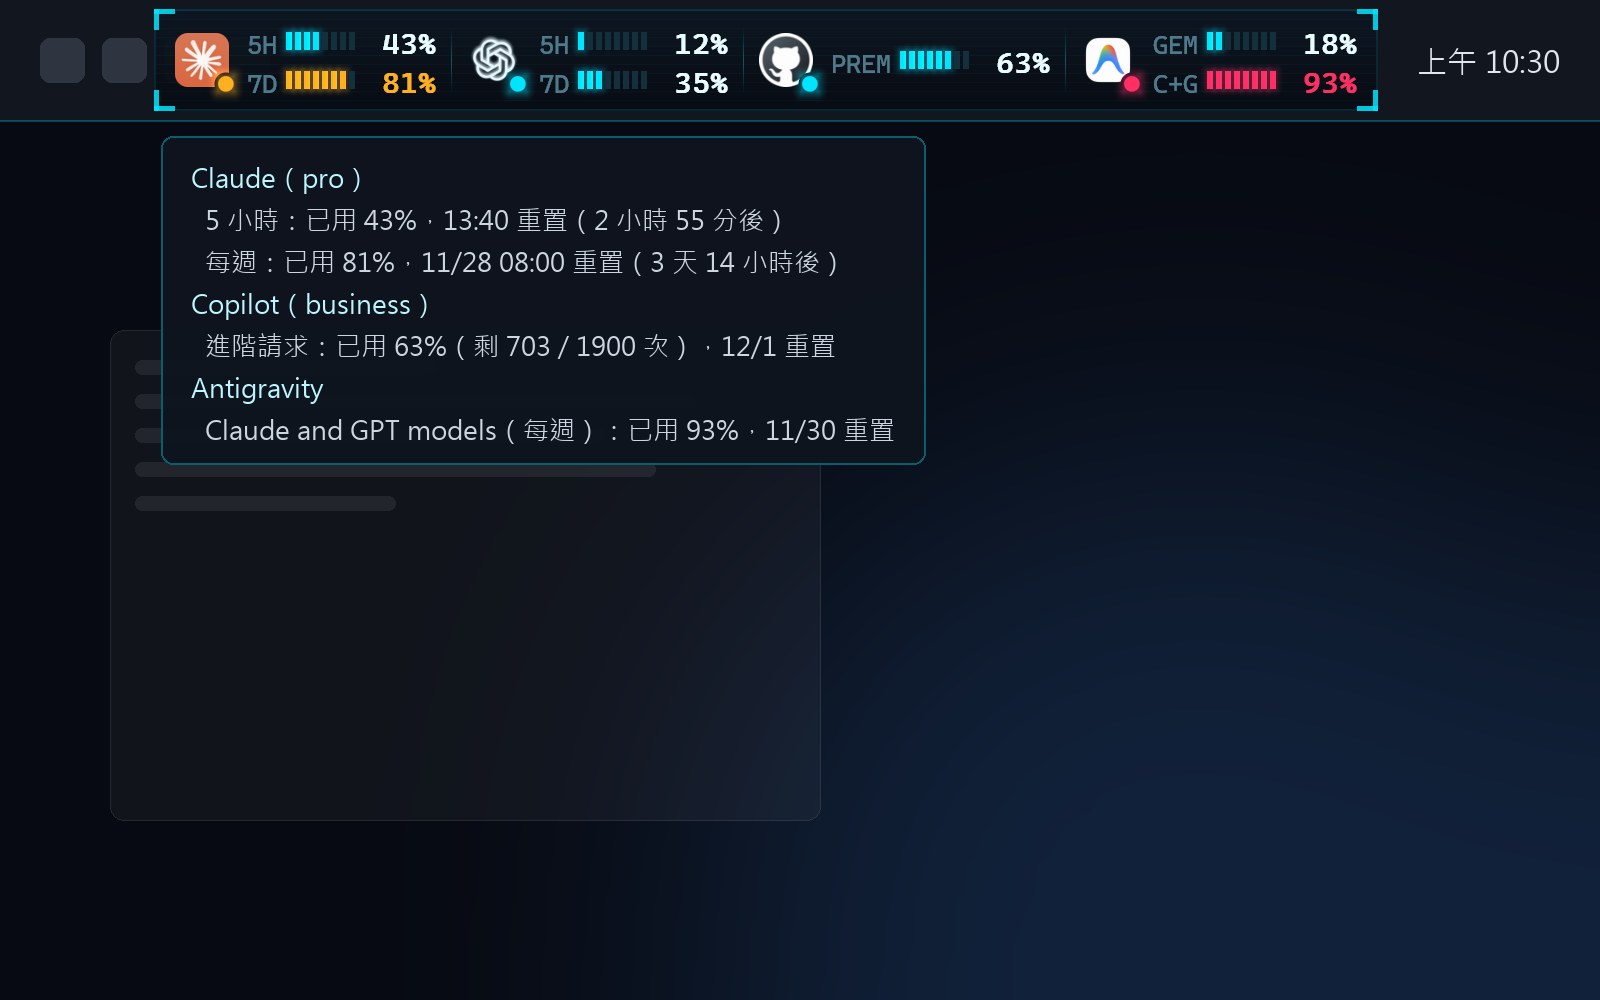 5H 43%
7D 81%
5H 12%
7D 35%
PREM 63%
GEM 18%
C+G 93%
上午 10:30
Claude（pro）
5 小時：已用 43%，13:40 重置（2 小時 55 分後）
每週：已用 81%，11/28 08:00 重置（3 天 14 小時後）
Copilot（business）
進階請求：已用 63%（剩 703 / 1900 次），12/1 重置
Antigravity
Claude and GPT models（每週）：已用 93%，11/30 重置